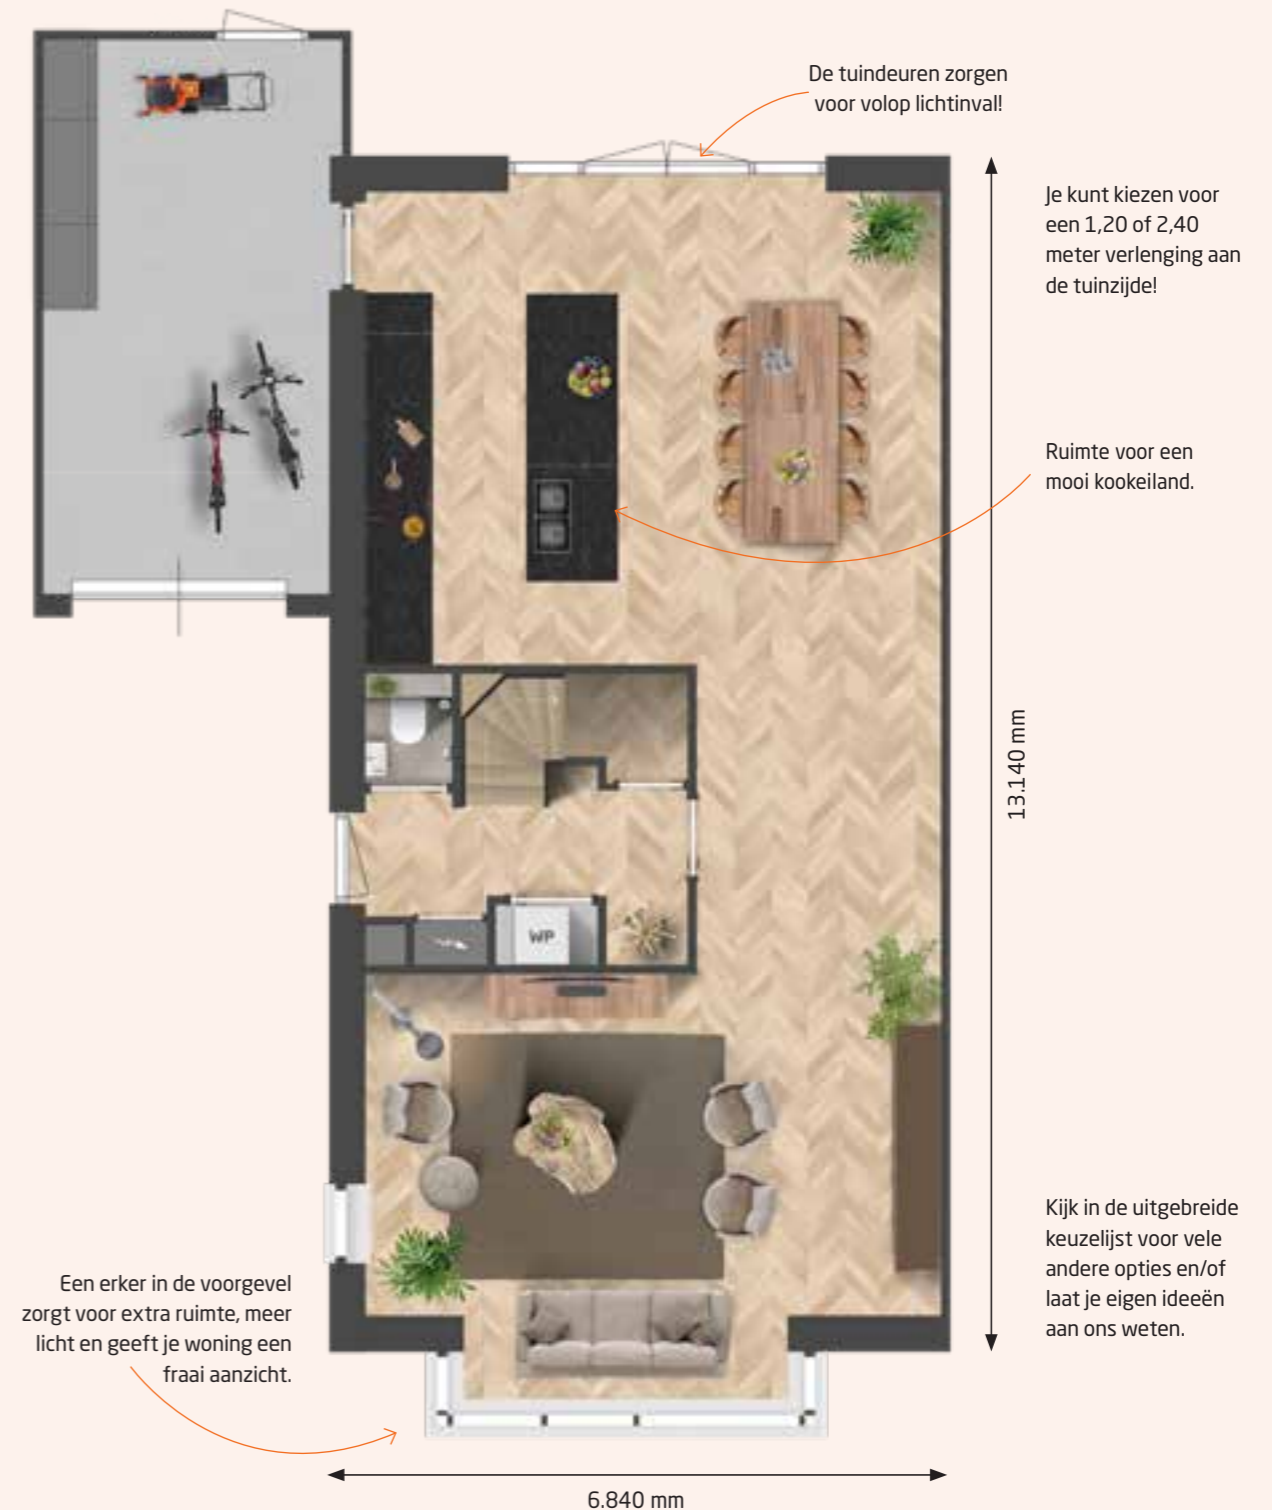 De tuindeuren zorgen
voor volop lichtinval!
Je kunt kiezen voor
een 1,20 of 2,40
meter verlenging aan
de tuinzijde!
Ruimte voor een
mooi kookeiland.
13.140 mm
WP
Kijk in de uitgebreide
keuzelijst voor vele
andere opties en/of
laat je eigen ideeën
aan ons weten.
Een erker in de voorgevel
zorgt voor extra ruimte, meer
licht en geeft je woning een
fraai aanzicht.
6.840 mm